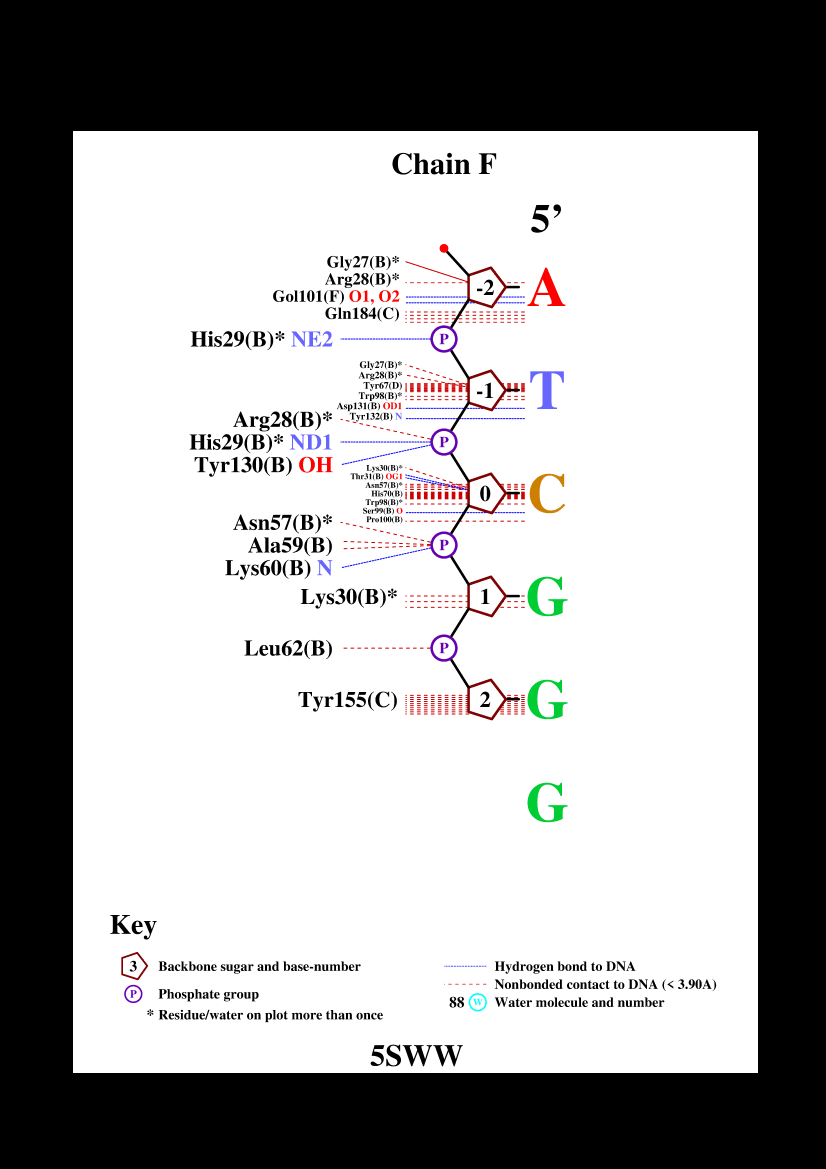 Chain F
5’
Gly27(B)*
Arg28(B)*
Gol101(F) O1, O2
Gln184(C)
-2
A
His29(B)* NE2
P
Gly27(B)*
Arg28(B)*
Tyr67(D)
Trp98(B)*
Asp131(B) OD1
Tyr132(B) N
-1
T
Arg28(B)*
His29(B)* ND1
Tyr130(B) OH
P
Lys30(B)*
Thr31(B) OG1
Asn57(B)*
His70(B)
Trp98(B)*
Ser99(B) O
Pro100(B)
0
C
Asn57(B)*
Ala59(B)
Lys60(B) N
P
Lys30(B)*
1
G
Leu62(B)
P
Tyr155(C)
2
G
G
Key
3 Backbone sugar and base-number
P Phosphate group
* Residue/water on plot more than once
Hydrogen bond to DNA
Nonbonded contact to DNA (< 3.90A)
88 W Water molecule and number
5SWW